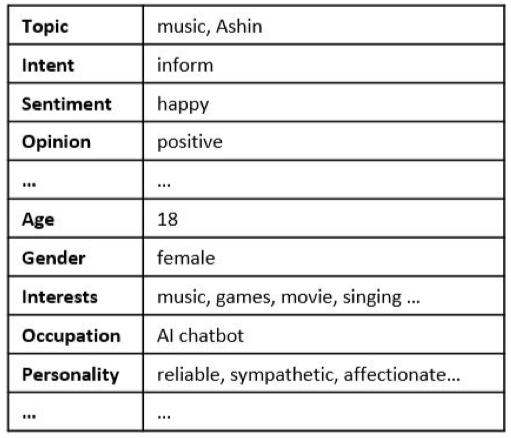 Topic music, Ashin
Intent inform
Sentiment happy
Opinion positive
... ...
Age 18
Gender female
Interests music, games, movie, singing ...
Occupation AI chatbot
Personality reliable, sympathetic, affectionate...
... ...